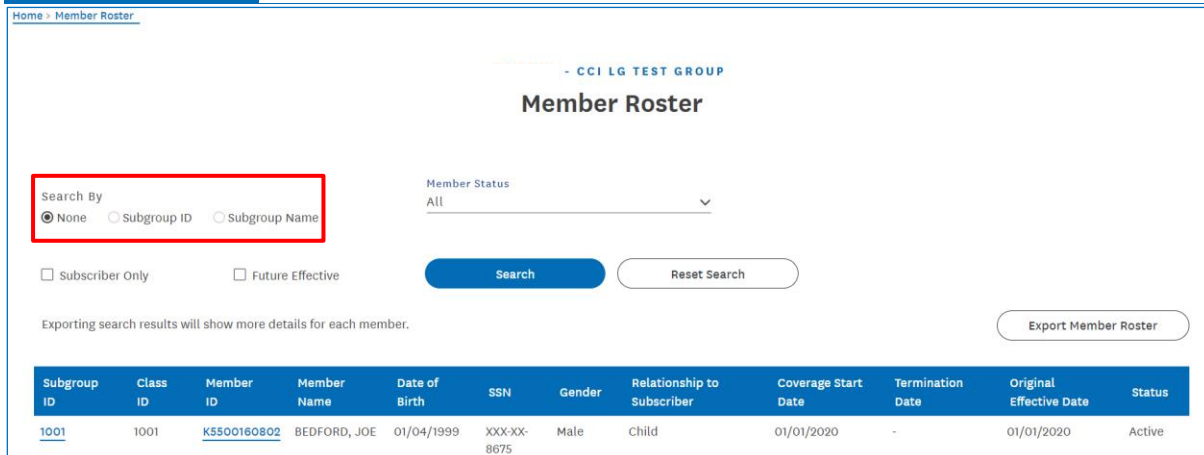 Home > Member Roster
- CCI LG TEST GROUP
Member Roster
Search By
None Subgroup ID Subgroup Name
Member Status
All
Subscriber Only Future Effective Search Reset Search
Exporting search results will show more details for each member.
Export Member Roster
Subgroup ID Class ID Member ID Member Name Date of Birth SSN Gender Relationship to Subscriber Coverage Start Date Termination Date Original Effective Date Status
1001 1001 K5500160802 BEDFORD, JOE 01/04/1999 XXX-XX-8675 Male Child 01/01/2020 - 01/01/2020 Active